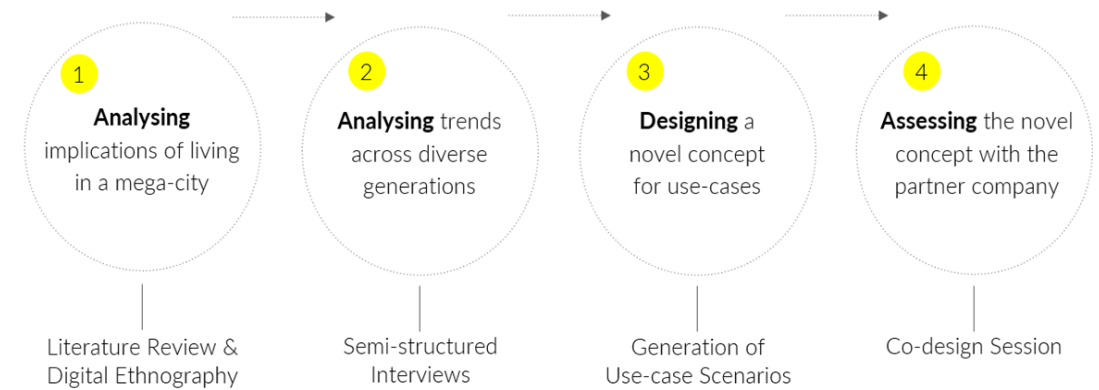 1
Analysing
implications of living
in a mega-city
Literature Review &
Digital Ethnography
2
Analysing trends
across diverse
generations
Semi-structured
Interviews
3
Designing a
novel concept
for use-cases
Generation of
Use-case Scenarios
4
Assessing the novel
concept with the
partner company
Co-design Session